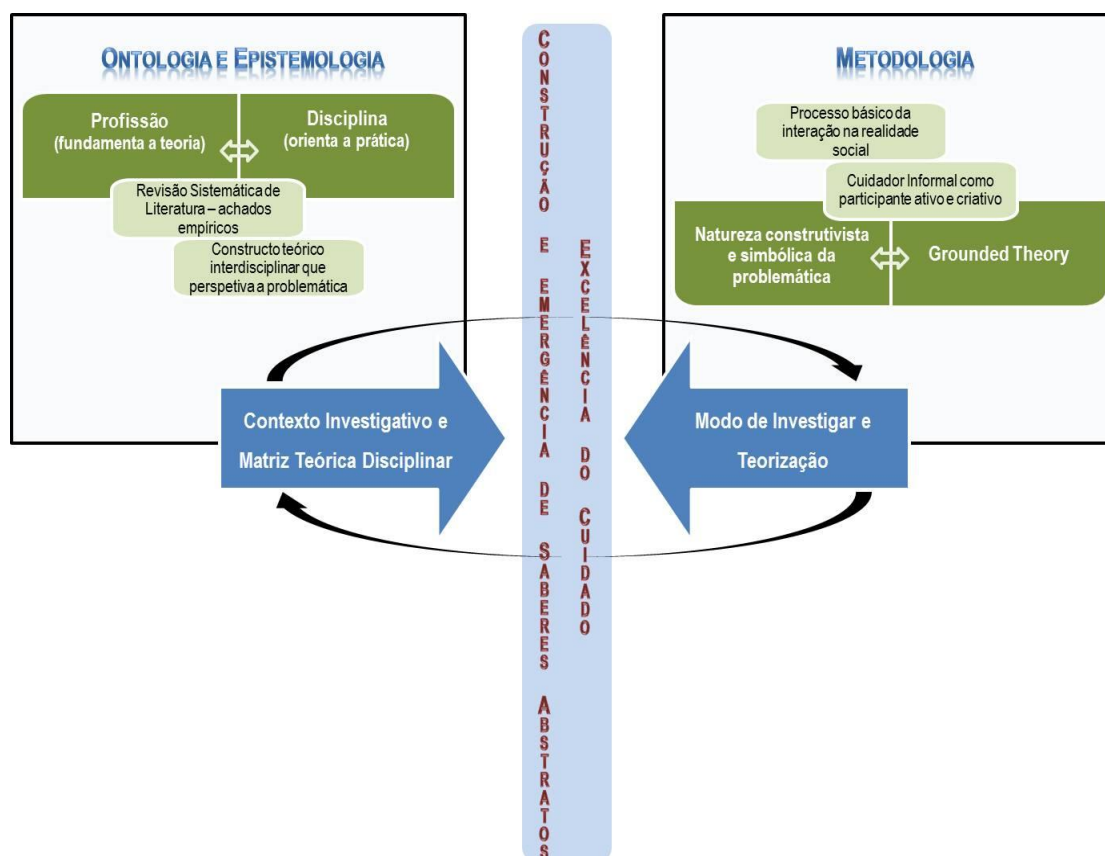 ONTOLOGIA E EPISTEMOLOGIA
Profissão
(fundamenta a teoria)
Disciplina
(orienta a prática)
Revisão Sistemática de
Literatura – achados
empíricos
Constructo teórico
interdisciplinar que
perspetiva a problemática
Contexto Investigativo e
Matriz Teórica Disciplinar
CONSTRUÇÃO E EMERGÊNCIA DE SABERES ABSTRATOS
EXCELÊNCIA DO CUIDADO
METODOLOGIA
Processo básico da
interação na realidade
social
Cuidador Informal como
participante ativo e criativo
Natureza construtivista
e simbólica da
problemática
Grounded Theory
Modo de Investigar e
Teorização